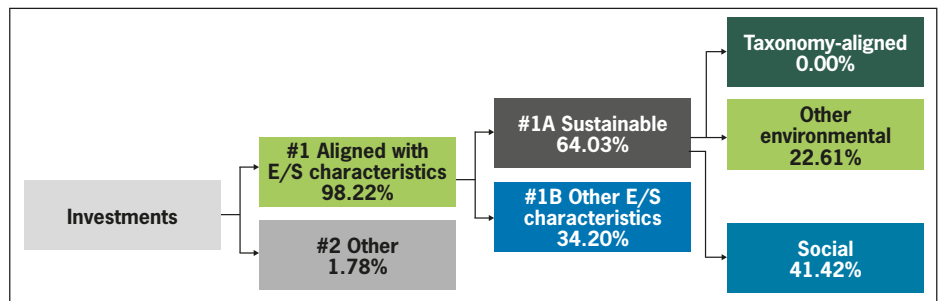 Investments
#1 Aligned with
E/S characteristics
98.22%
#2 Other
1.78%
#1A Sustainable
64.03%
#1B Other E/S
characteristics
34.20%
Taxonomy-aligned
0.00%
Other
environmental
22.61%
Social
41.42%